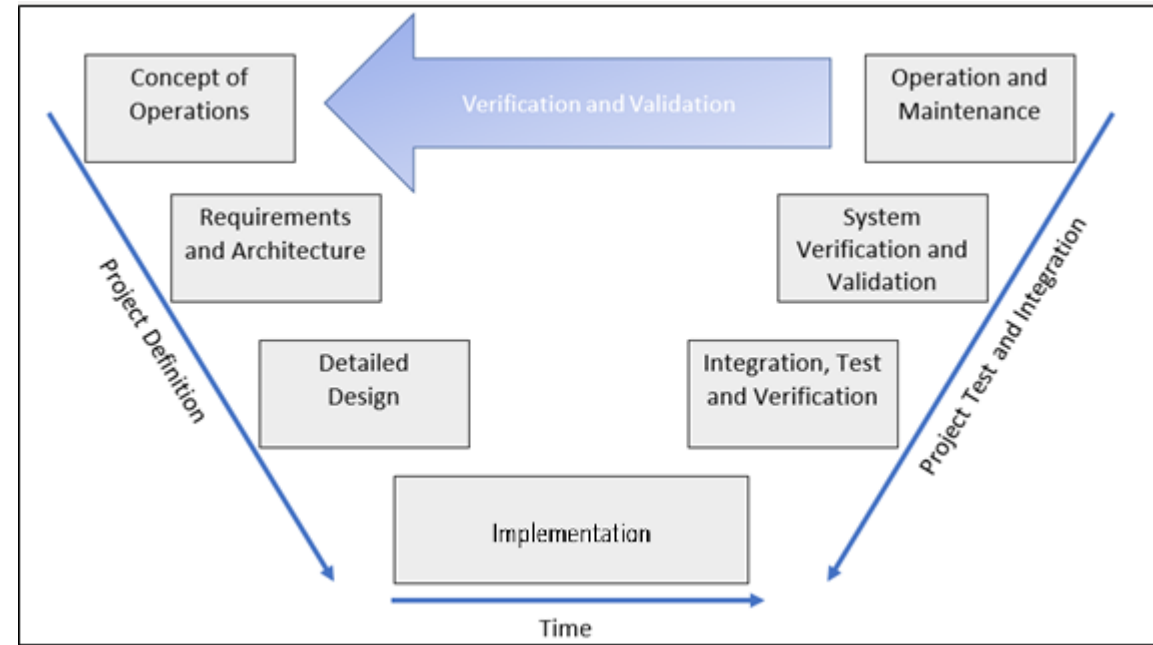 Concept of
Operations
Verification and Validation
Operation and
Maintenance
Requirements
and Architecture
System
Verification and
Validation
Project Definition
Project Test and Integration
Detailed
Design
Integration, Test
and Verification
Implementation
Time